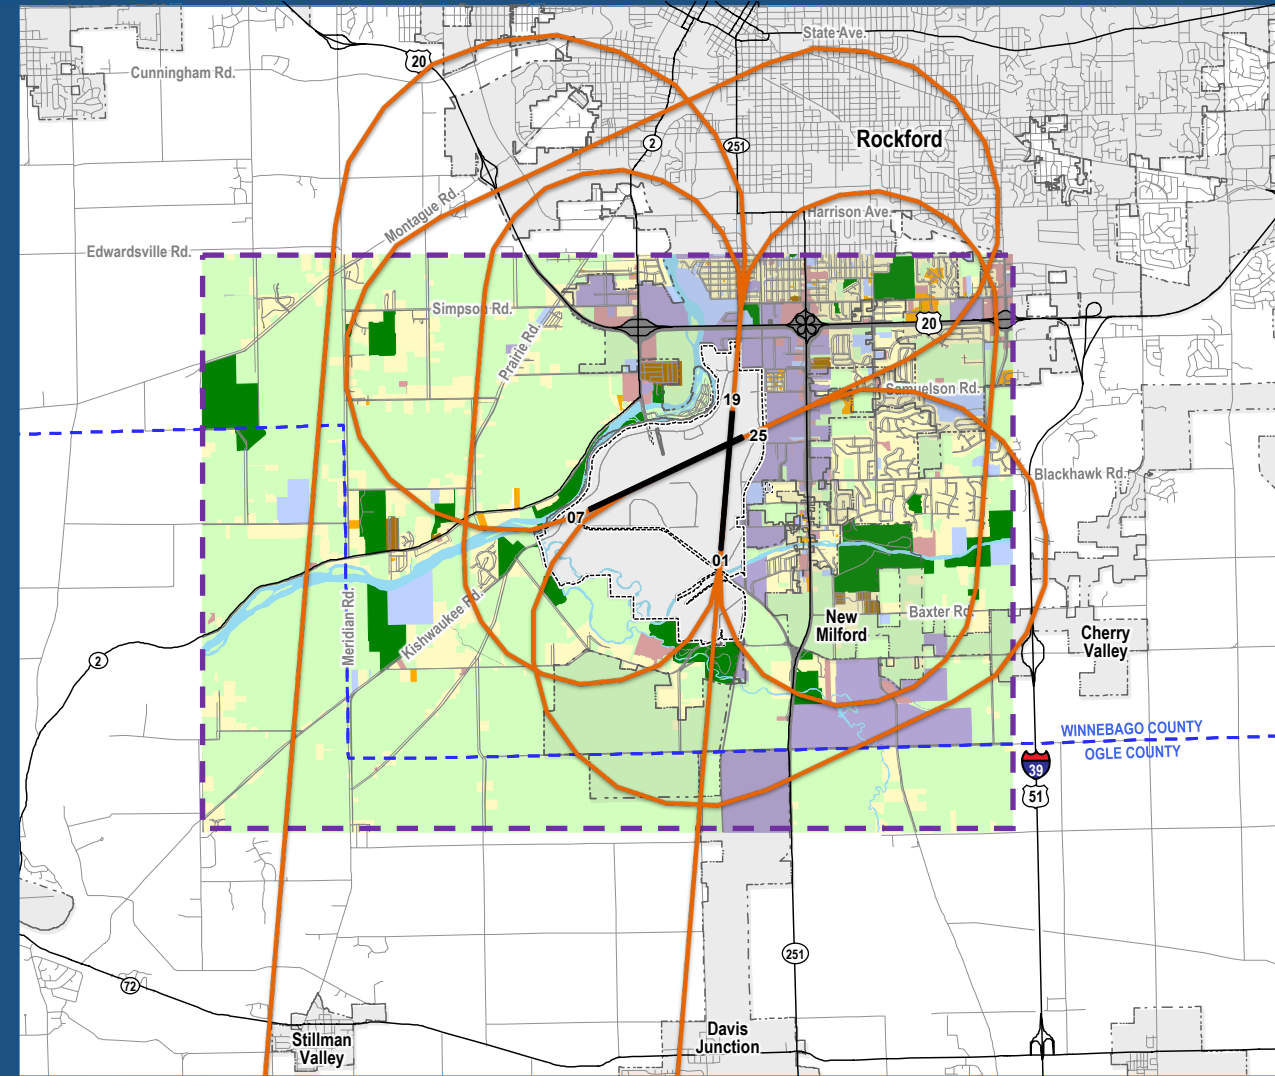 State Ave.
20
Cunningham Rd.
2
251
Rockford
Montague Rd.
Harrison Ave.
Edwardsville Rd.
Simpson Rd.
20
Prairie Rd.
Samuelson Rd.
19
25
Blackhawk Rd.
07
01
Meridian Rd.
Kishwaukee Rd.
New
Milford
Baxter Rd.
Cherry
Valley
2
WINNEBAGO COUNTY
OGLE COUNTY
39
51
251
72
Stillman
Valley
Davis
Junction